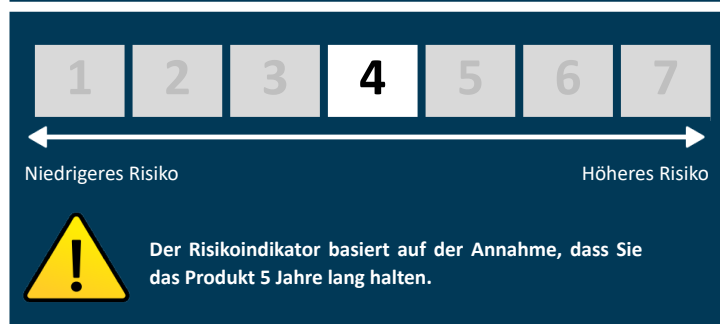 1 2 3 4 5 6 7
Niedrigeres Risiko Höheres Risiko
Der Risikoindikator basiert auf der Annahme, dass Sie
das Produkt 5 Jahre lang halten.